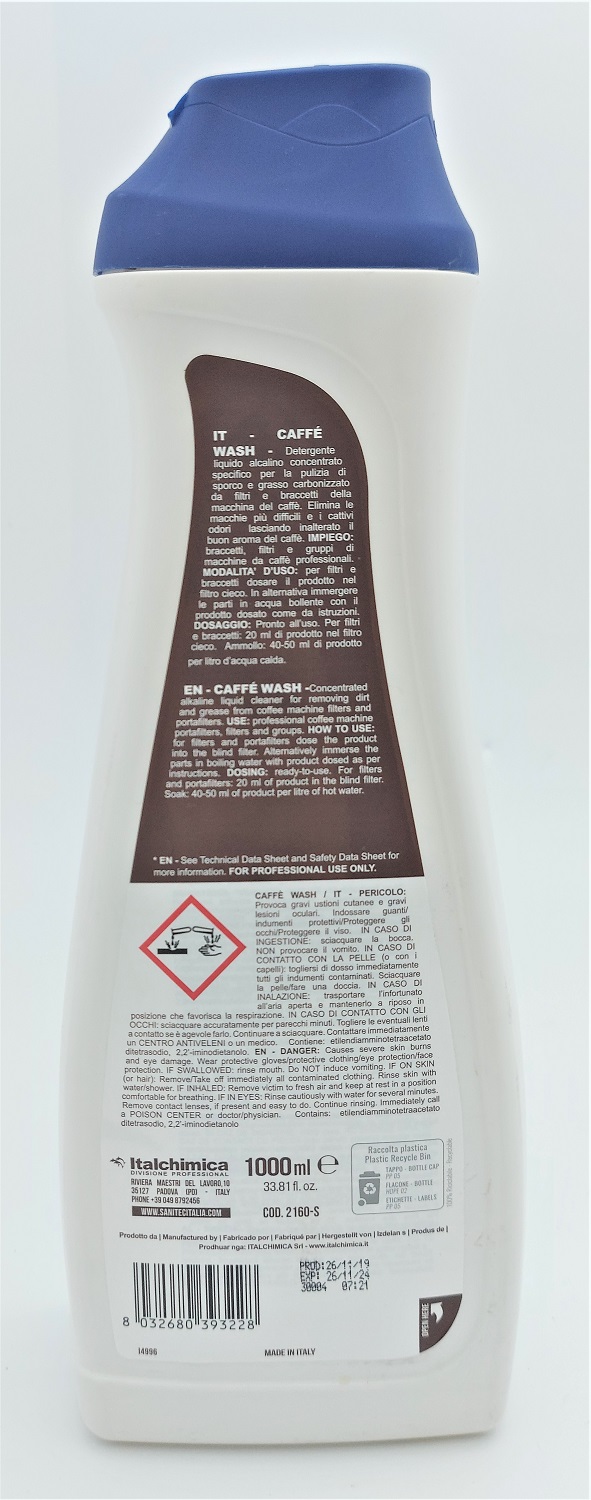 IT - CAFFÉ
WASH - Detergente
liquido alcalino concentrato
specifico per la pulizia di
sporco e grasso carbonizzato
da filtri e braccetti della
macchina del caffè. Elimina le
macchie più difficili e i cattivi
odori lasciando inalterato il
buon aroma del caffè. IMPIEGO:
braccetti, filtri e gruppi di
macchine da caffè professionali.
MODALITA' D'USO: per filtri e
braccetti dosare il prodotto nel
filtro cieco. In alternativa immergere
le parti in acqua bollente con il
prodotto dosato come da istruzioni.
DOSAGGIO: Pronto all'uso. Per filtri
e braccetti: 20 ml di prodotto nel filtro
cieco. Ammollo: 40-50 ml di prodotto
per litro d'acqua calda.
EN - CAFFÉ WASH -Concentrated
alkaline liquid cleaner for removing dirt
and grease from coffee machine filters and
portafilters. USE: professional coffee machine
portafilters, filters and groups. HOW TO USE:
for filters and portafilters dose the product
into the blind filter. Alternatively immerse the
parts in boiling water with product dosed as per
instructions. DOSING: ready-to-use. For filters
and portafilters: 20 ml of product in the blind filter.
Soak: 40-50 ml of product per litre of hot water.
* EN - See Technical Data Sheet and Safety Data Sheet for
more information. FOR PROFESSIONAL USE ONLY.
CAFFÈ WASH / IT - PERICOLO:
Provoca gravi ustioni cutanee e gravi
lesioni oculari. Indossare guanti/
indumenti protettivi/Proteggere gli
occhi/Proteggere il viso. IN CASO DI
INGESTIONE: sciacquare la bocca.
NON provocare il vomito. IN CASO DI
CONTATTO CON LA PELLE (o con i
capelli): togliersi di dosso immediatamente
tutti gli indumenti contaminati. Sciacquare
la pelle/fare una doccia. IN CASO DI
INALAZIONE: trasportare l'infortunato
all'aria aperta e mantenerlo a riposo in
posizione che favorisca la respirazione. IN CASO DI CONTATTO CON GLI
OCCHI: sciacquare accuratamente per parecchi minuti. Togliere le eventuali lenti
a contatto se è agevole farlo. Continuare a sciacquare. Contattare immediatamente
un CENTRO ANTIVELENI o un medico. Contiene: etilendiamminotetraacetato
ditetrasodio, 2,2'-iminodietanolo. EN - DANGER: Causes severe skin burns
and eye damage. Wear protective gloves/protective clothing/eye protection/face
protection. IF SWALLOWED: rinse mouth. Do NOT induce vomiting. IF ON SKIN
(or hair): Remove/Take off immediately all contaminated clothing. Rinse skin with
water/shower. IF INHALED: Remove victim to fresh air and keep at rest in a position
comfortable for breathing. IF IN EYES: Rinse cautiously with water for several minutes.
Remove contact lenses, if present and easy to do. Continue rinsing. Immediately call
a POISON CENTER or doctor/physician. Contains: etilendiamminotetraacetato
ditetrasodio, 2,2'-iminodietanolo
Italchimica
DIVISIONE PROFESSIONAL
RIVIERA MAESTRI DEL LAVORO,10
35127 PADOVA (PD) - ITALY
PHONE +39 049 8792456
WWW.SANITECITALIA.COM
1000ml ℮
33.81 fl. oz.
COD. 2160-S
Raccolta plastica
Plastic Recycle Bin
TAPPO - BOTTLE CAP
PP 05
FLACONE - BOTTLE
HDPE 02
ETICHETTE - LABELS
PP 05
100% Riciclabile Recyclable
Prodotto da | Manufactured by | Fabricado por | Fabriqué par | Hergestellt von | Izdelan s | Produs de |
Prodhuar nga: ITALCHIMICA Srl - www.italchimica.it
PROD:26/11/19
EXP: 26/11/24
30004 07:21
8 032680 393228
OPEN HERE
I4996
MADE IN ITALY